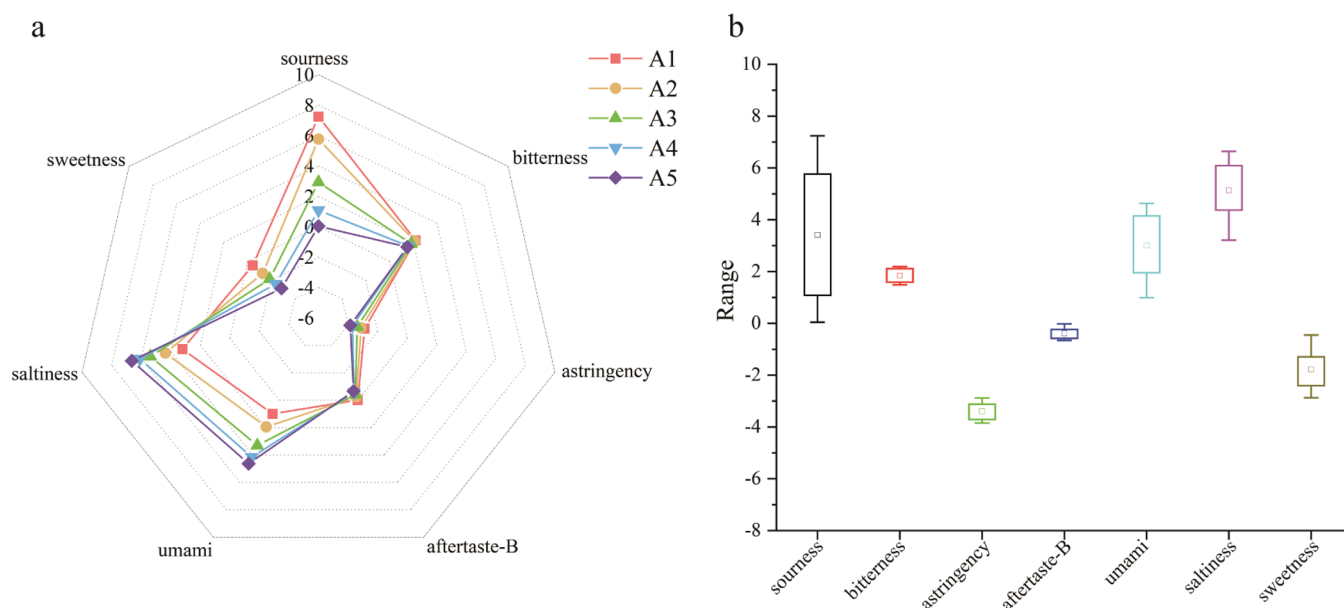 a
sourness
bitterness
astringency
aftertaste-B
umami
saltiness
sweetness
10
8
6
4
2
0
-2
-4
-6
A1
A2
A3
A4
A5
b
Range
10
8
6
4
2
0
-2
-4
-6
-8
sourness
bitterness
astringency
aftertaste-B
umami
saltiness
sweetness